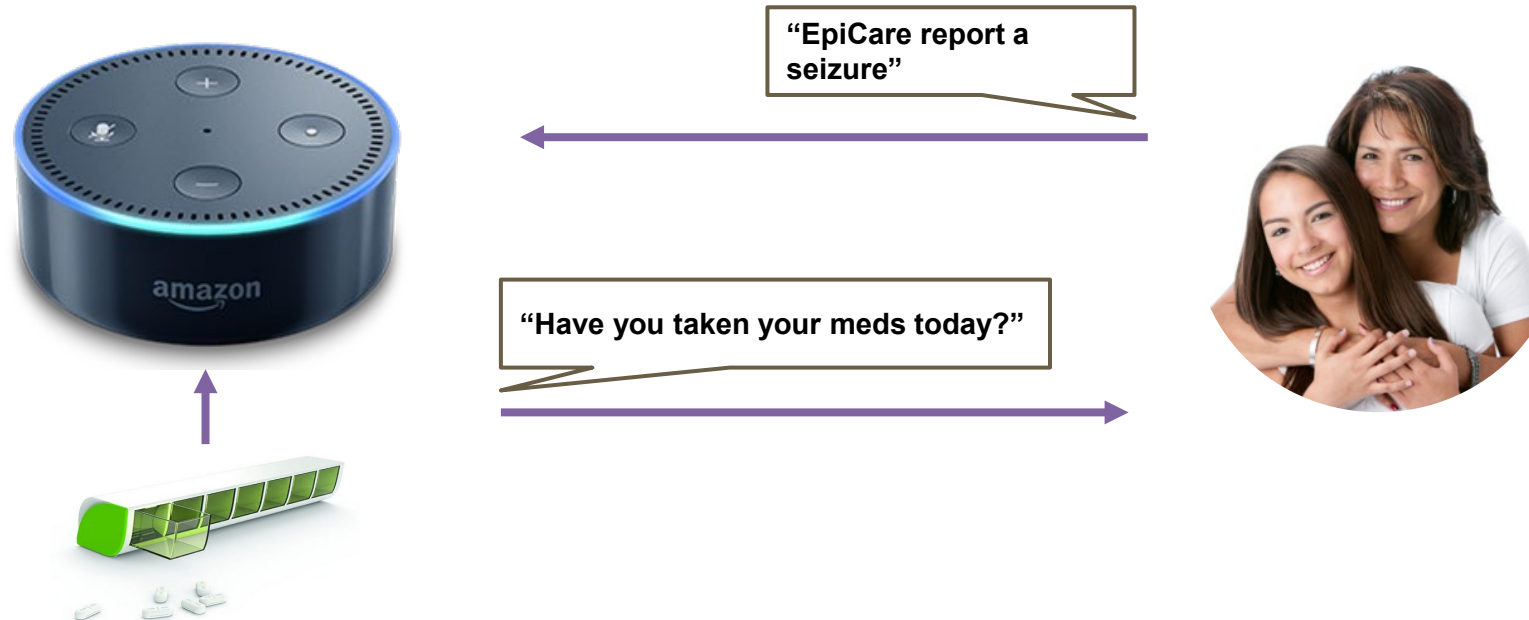 “EpiCare report a
seizure”
amazon
“Have you taken your meds today?”